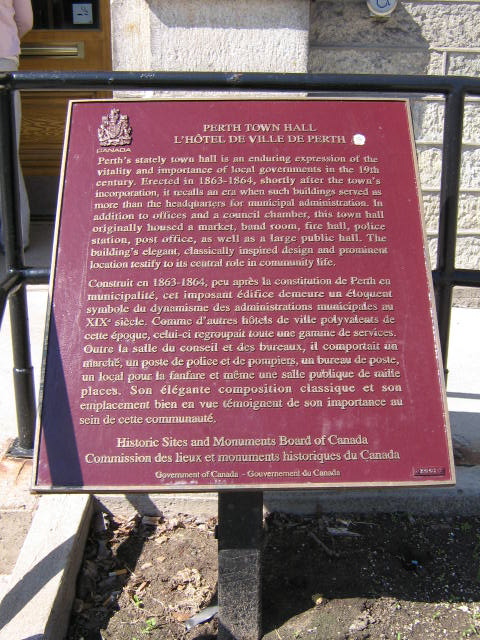 CANADA
PERTH TOWN HALL
L'HÔTEL DE VILLE DE PERTH
Perth's stately town hall is an enduring expression of the
vitality and importance of local governments in the 19th
century. Erected in 1863-1864, shortly after the town's
incorporation, it recalls an era when such buildings served as
more than the headquarters for municipal administration. In
addition to offices and a council chamber, this town hall
originally housed a market, band room, fire hall, police
station, post office, as well as a large public hall. The
building's elegant, classically inspired design and prominent
location testify to its central role in community life.
Construit en 1863-1864, peu après la constitution de Perth en
municipalité, cet imposant édifice demeure un éloquent
symbole du dynamisme des administrations municipales au
XIXe siècle. Comme d'autres hôtels de ville polyvalents de
cette époque, celui-ci regroupait toute une gamme de services.
Outre la salle du conseil et des bureaux, il comportait un
marché, un poste de police et de pompiers, un bureau de poste,
un local pour la fanfare et même une salle publique de mille
places. Son élégante composition classique et son
emplacement bien en vue témoignent de son importance au
sein de cette communauté.
Historic Sites and Monuments Board of Canada
Commission des lieux et monuments historiques du Canada
Government of Canada - Gouvernement du Canada